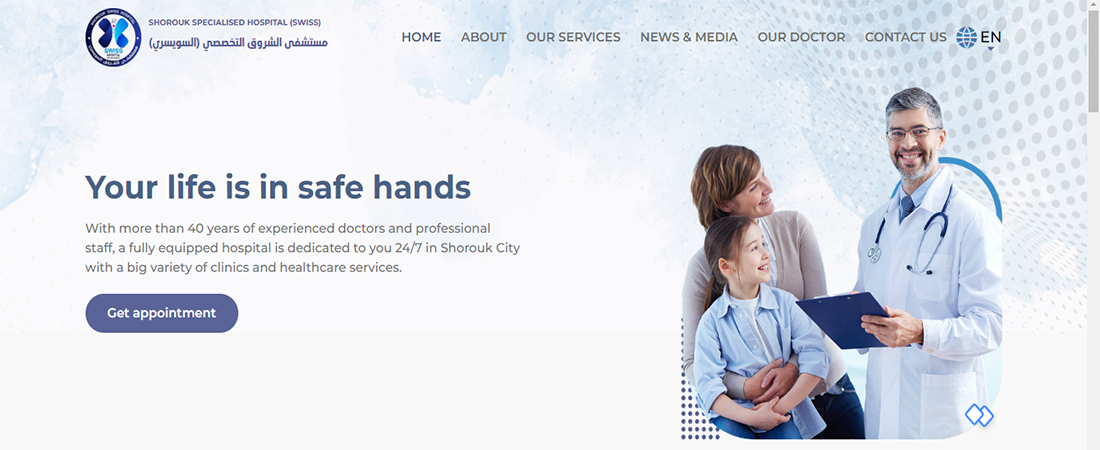 SHOROUK SPECIALISED HOSPITAL (SWISS)
مستشفى الشروق التخصصي (السويسري)
SWISS
HOME ABOUT OUR SERVICES NEWS & MEDIA OUR DOCTOR CONTACT US EN
Your life is in safe hands
With more than 40 years of experienced doctors and professional
staff, a fully equipped hospital is dedicated to you 24/7 in Shorouk City
with a big variety of clinics and healthcare services.
Get appointment